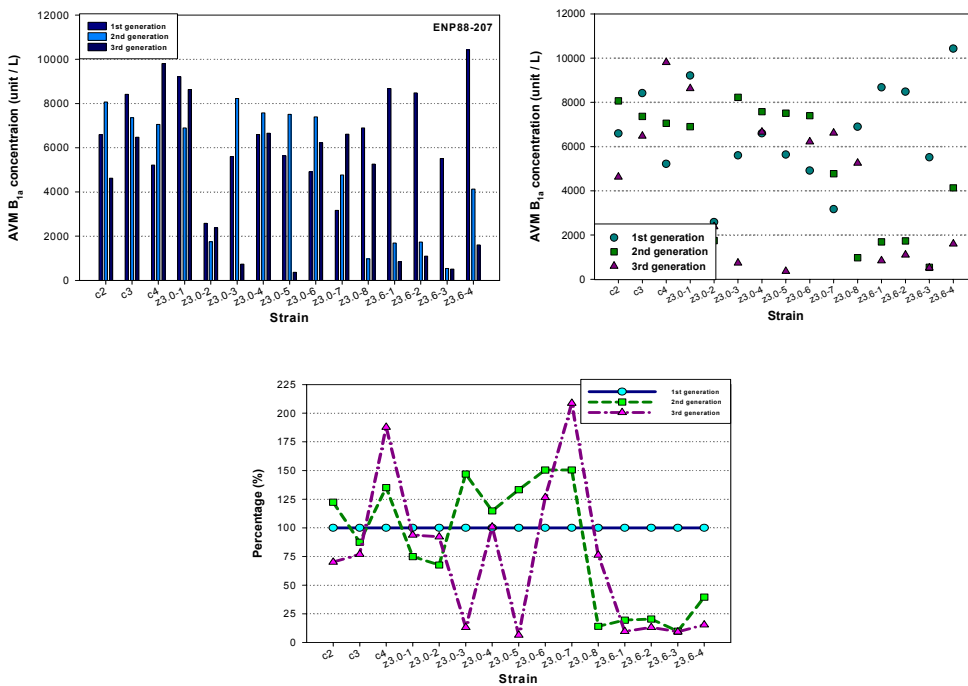 12000
10000
8000
6000
4000
2000
0
AVM B1a concentraion (unit / L)
1st generation
2nd generation
3rd generation
ENP88-207
c2
c3
c4
z3.0-1
z3.0-2
z3.0-3
z3.0-4
z3.0-5
z3.0-6
z3.0-7
z3.0-8
z3.6-1
z3.6-2
z3.6-3
z3.6-4
Strain
12000
10000
8000
6000
4000
2000
0
AVM B1a concentration (unit / L)
1st generation
2nd generation
3rd generation
c2
c3
c4
z3.0-1
z3.0-2
z3.0-3
z3.0-4
z3.0-5
z3.0-6
z3.0-7
z3.0-8
z3.6-1
z3.6-2
z3.6-3
z3.6-4
Strain
225
200
175
150
125
100
75
50
25
0
Percentage (%)
1st generation
2nd generation
3rd generation
c2
c3
c4
z3.0-1
z3.0-2
z3.0-3
z3.0-4
z3.0-5
z3.0-6
z3.0-7
z3.0-8
z3.6-1
z3.6-2
z3.6-3
z3.6-4
Strain